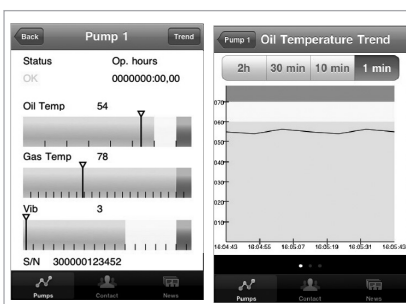 Back Pump 1 Trend
Status Op. hours
OK 0000000:00,00
Oil Temp 54
Gas Temp 78
Vib 3
S/N 300000123452
Pumps Contact News
Pump 1 Oil Temperature Trend
2h 30 min 10 min 1 min
070
060
050
040
030
020
010
16:04:43 16:04:55 16:05:07 16:05:19 16:05:31 16:05:43
Pumps Contact News